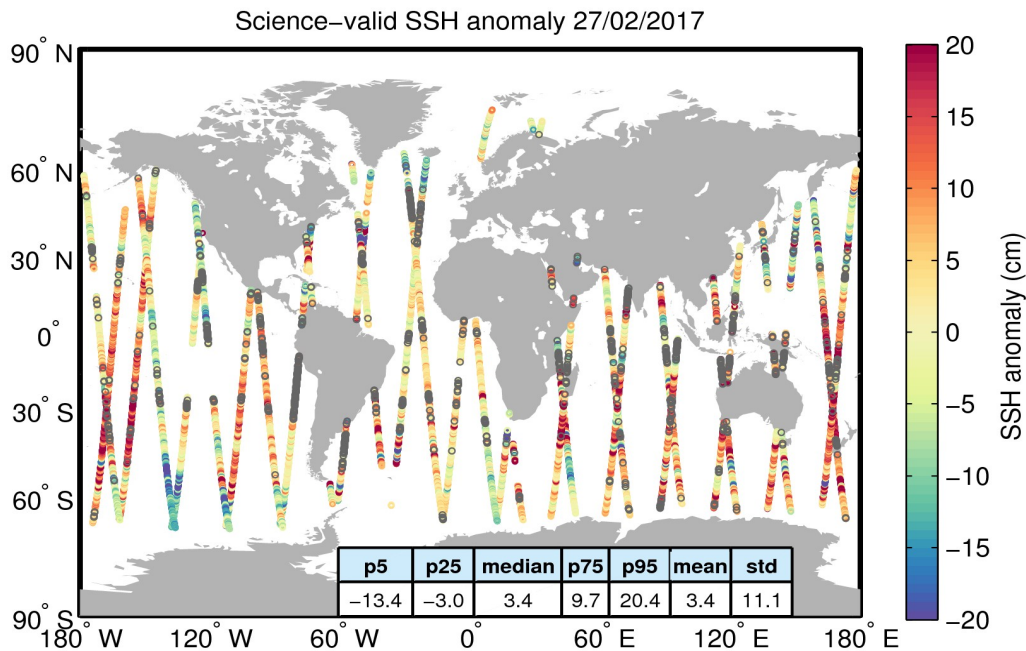 Science−valid SSH anomaly 27/02/2017
90° N
60° N
30° N
0°
30° S
60° S
90° S
180° W
120° W
60° W
0°
60° E
120° E
180° E
p5 p25 median p75 p95 mean std
−13.4 −3.0 3.4 9.7 20.4 3.4 11.1
20
15
10
5
0
−5
−10
−15
−20
SSH anomaly (cm)